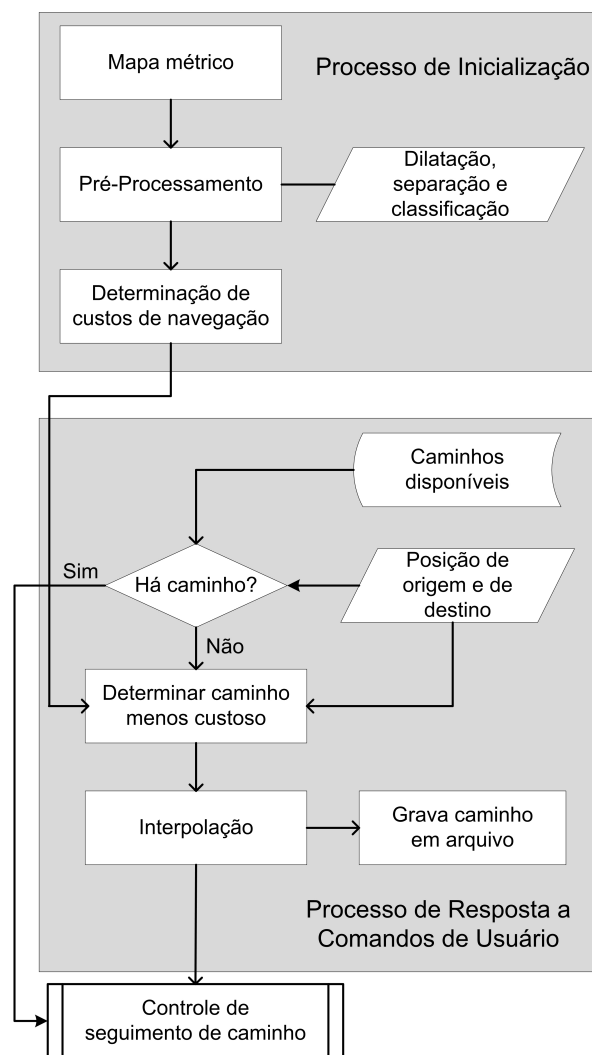 Mapa métrico
Processo de Inicialização
Pré-Processamento
Dilatação,
separação e
classificação
Determinação de
custos de navegação
Caminhos
disponíveis
Sim
Há caminho?
Posição de
origem e de
destino
Não
Determinar caminho
menos custoso
Interpolação
Grava caminho
em arquivo
Processo de Resposta a
Comandos de Usuário
Controle de
seguimento de caminho